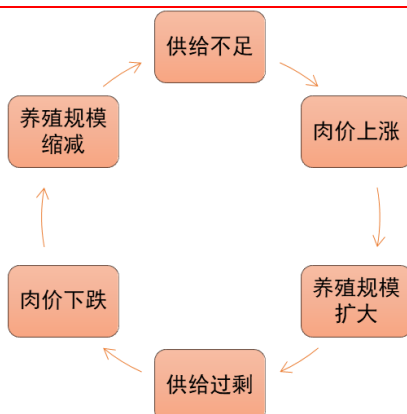 供给不足
肉价上涨
养殖规模
扩大
供给过剩
肉价下跌
养殖规模
缩减